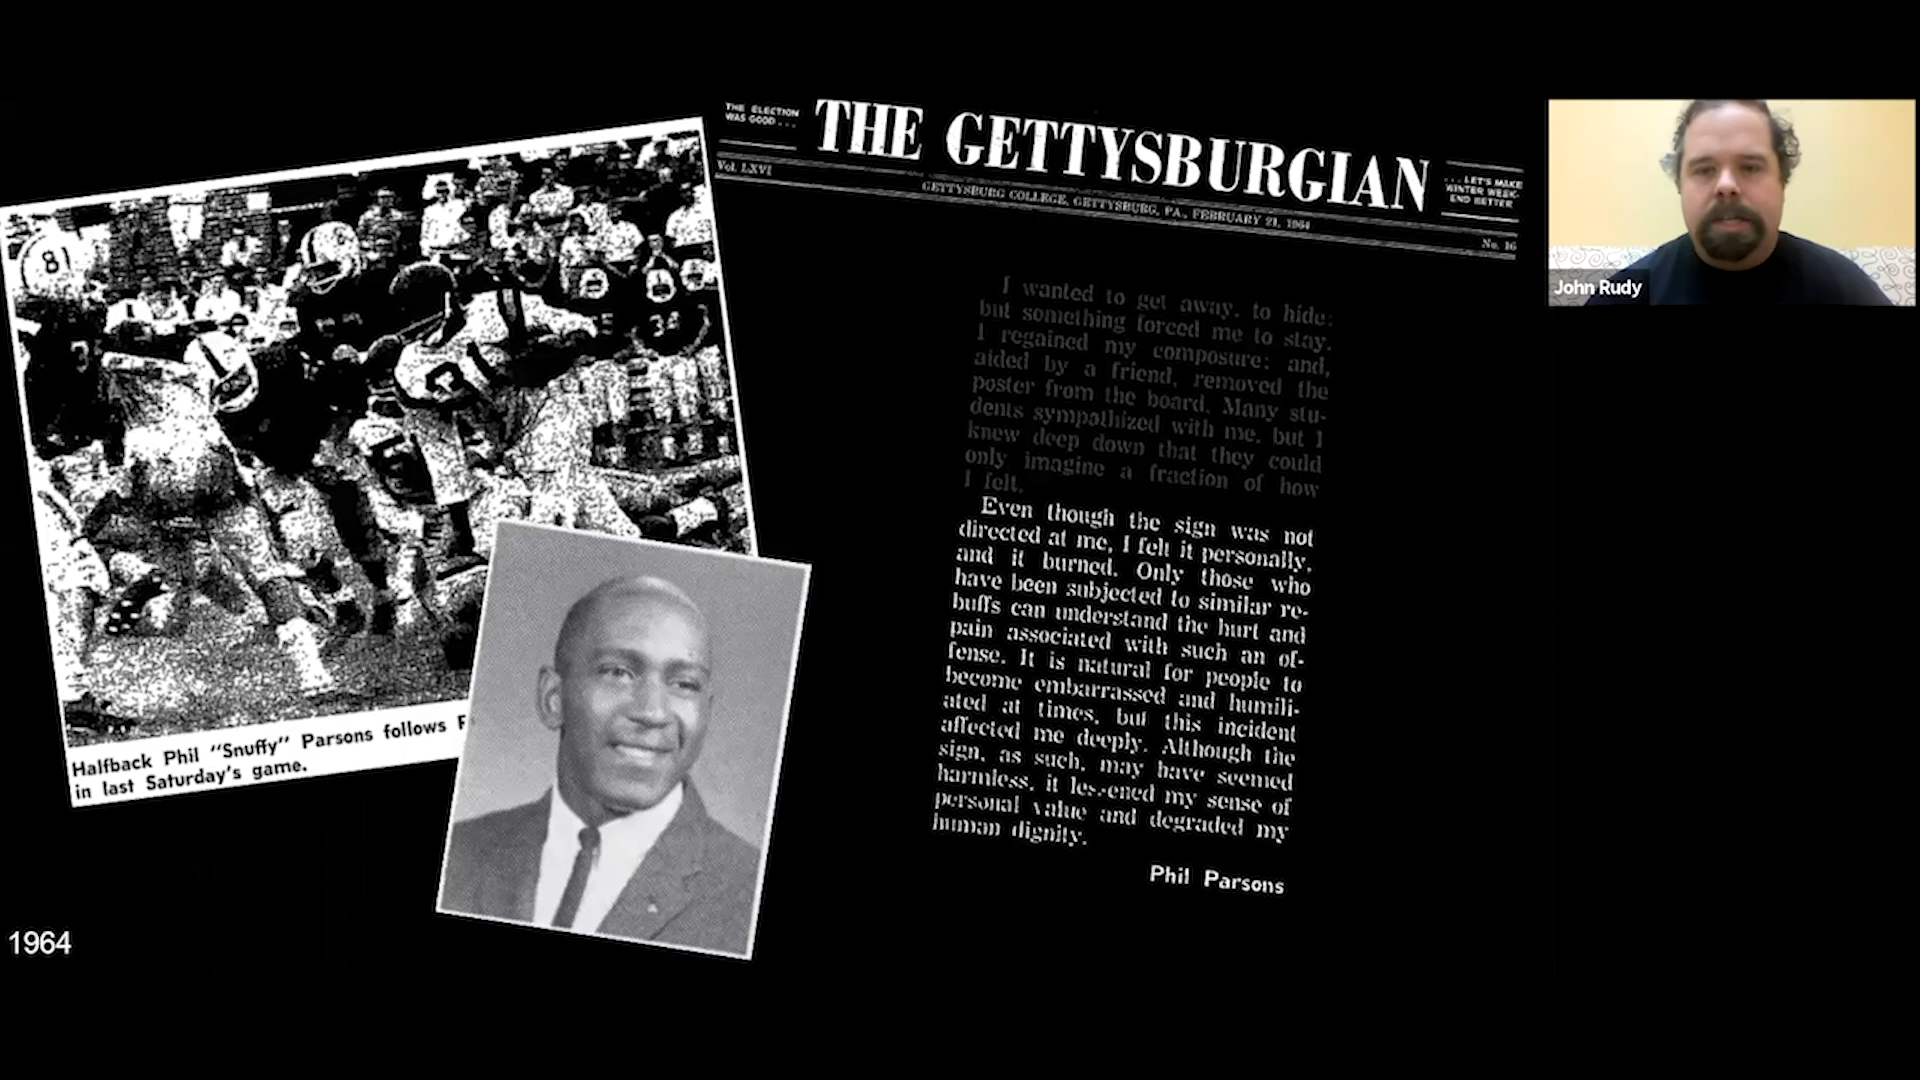 THE ELECTION
WAS GOOD . . .
THE GETTYSBURGIAN
. . . LET'S MAKE
WINTER WEEK-
END BETTER
Vol. LXVI
GETTYSBURG COLLEGE, GETTYSBURG, PA., FEBRUARY 21, 1964
No. 16
81
31
34
Halfback Phil "Snuffy" Parsons follows
in last Saturday's game.
I wanted to get away, to hide;
but something forced me to stay.
I regained my composure; and,
aided by a friend, removed the
poster from the board. Many stu-
dents sympathized with me, but I
knew deep down that they could
only imagine a fraction of how
I felt.
Even though the sign was not
directed at me, I felt it personally,
and it burned. Only those who
have been subjected to similar re-
buffs can understand the hurt and
pain associated with such an of-
fense. It is natural for people to
become embarrassed and humili-
ated at times, but this incident
affected me deeply. Although the
sign, as such, may have seemed
harmless, it lessened my sense of
personal value and degraded my
human dignity.
Phil Parsons
1964
John Rudy